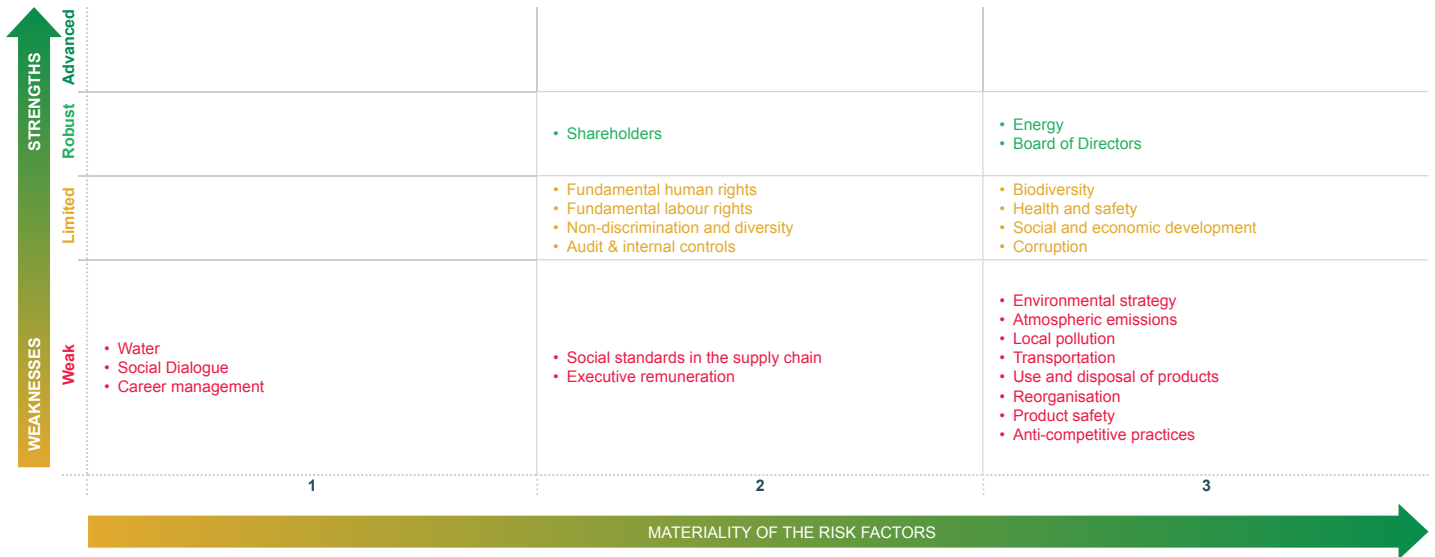 STRENGTHS
WEAKNESSES
Advanced
Robust
• Shareholders
• Energy
• Board of Directors
Limited
• Fundamental human rights
• Fundamental labour rights
• Non-discrimination and diversity
• Audit & internal controls
• Biodiversity
• Health and safety
• Social and economic development
• Corruption
Weak
• Water
• Social Dialogue
• Career management
• Social standards in the supply chain
• Executive remuneration
• Environmental strategy
• Atmospheric emissions
• Local pollution
• Transportation
• Use and disposal of products
• Reorganisation
• Product safety
• Anti-competitive practices
1
2
3
MATERIALITY OF THE RISK FACTORS